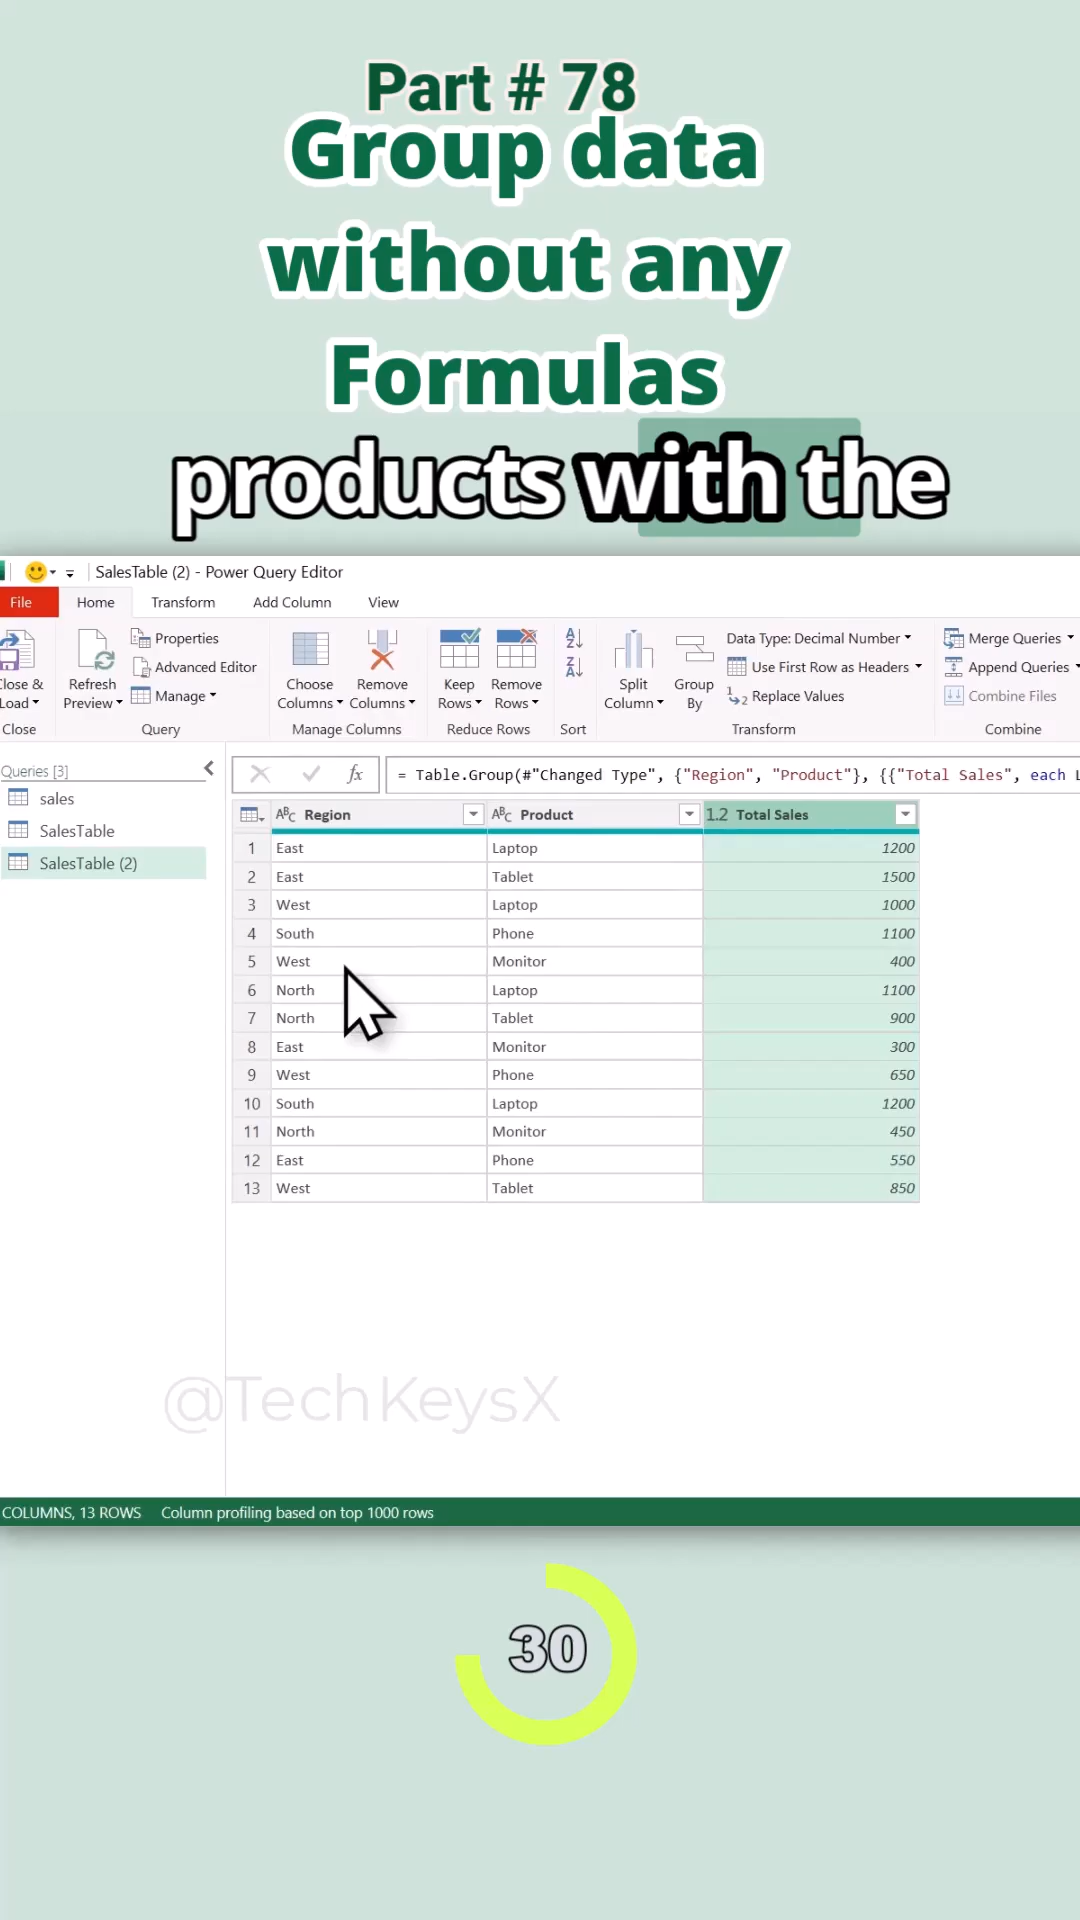 Part # 78
Group data
without any
Formulas
products with the
SalesTable (2) - Power Query Editor
File Home Transform Add Column View
Close &
Load
Refresh
Preview
Properties
Advanced Editor
Manage
Choose
Columns
Remove
Columns
Keep
Rows
Remove
Rows
Split
Column
Group
By
Data Type: Decimal Number
Use First Row as Headers
Replace Values
Merge Queries
Append Queries
Combine Files
Close Query Manage Columns Reduce Rows Sort Transform Combine
Queries [3]
sales
SalesTable
SalesTable (2)
fx = Table.Group(#"Changed Type", {"Region", "Product"}, {{"Total Sales", each L
ABC Region ABC Product 1.2 Total Sales
1 East Laptop 1200
2 East Tablet 1500
3 West Laptop 1000
4 South Phone 1100
5 West Monitor 400
6 North Laptop 1100
7 North Tablet 900
8 East Monitor 300
9 West Phone 650
10 South Laptop 1200
11 North Monitor 450
12 East Phone 550
13 West Tablet 850
@TechKeysX
COLUMNS, 13 ROWS Column profiling based on top 1000 rows
30